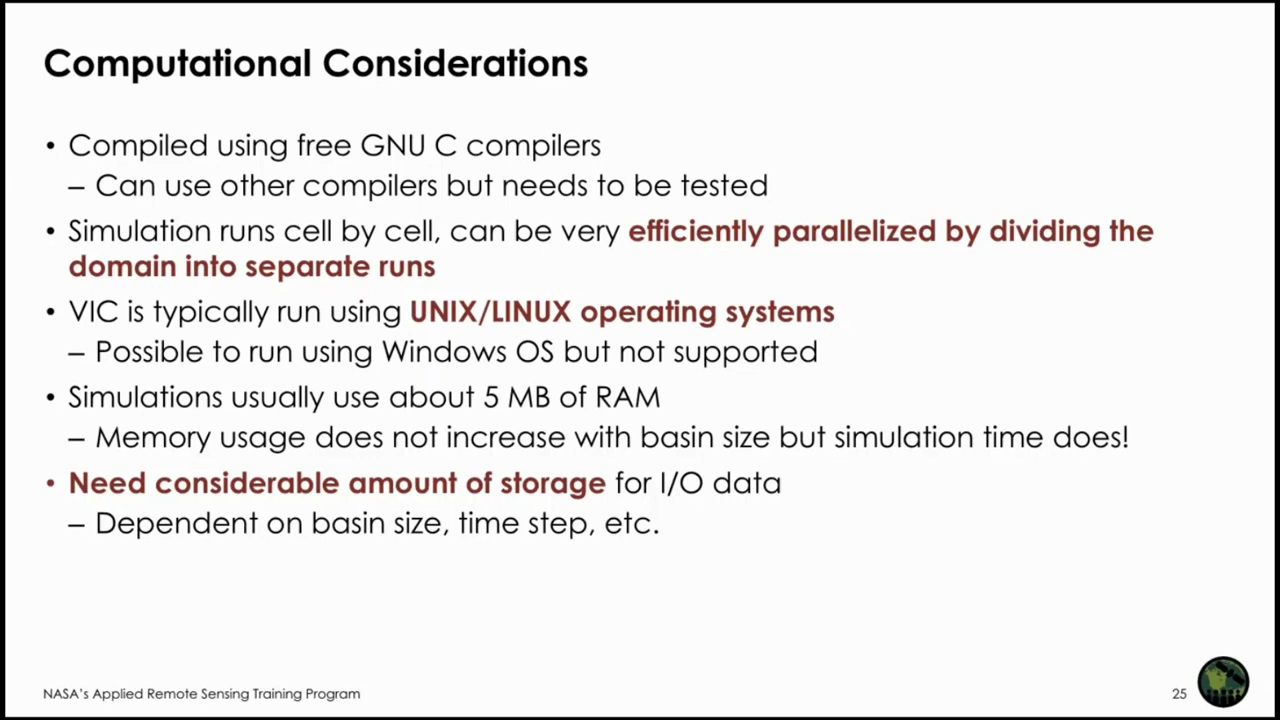 Computational Considerations
• Compiled using free GNU C compilers
– Can use other compilers but needs to be tested
• Simulation runs cell by cell, can be very efficiently parallelized by dividing the
domain into separate runs
• VIC is typically run using UNIX/LINUX operating systems
– Possible to run using Windows OS but not supported
• Simulations usually use about 5 MB of RAM
– Memory usage does not increase with basin size but simulation time does!
• Need considerable amount of storage for I/O data
– Dependent on basin size, time step, etc.
NASA's Applied Remote Sensing Training Program
25